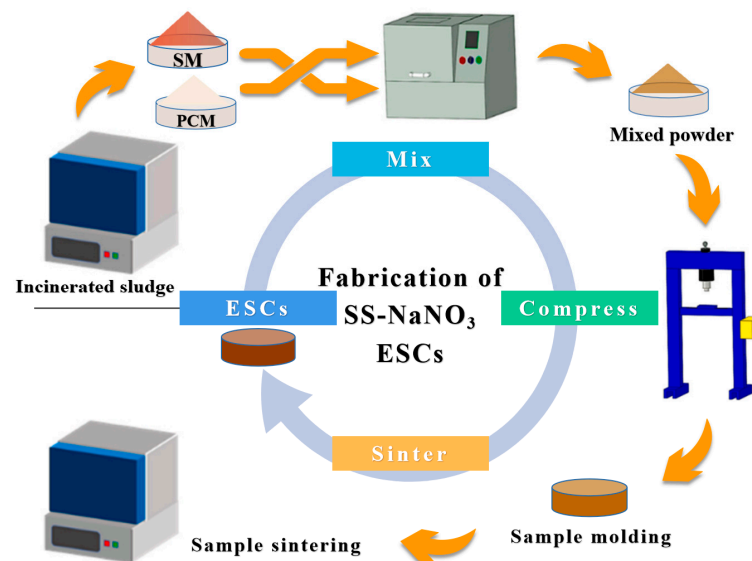 SM
PCM
Mixed powder
Mix
Incinerated sludge
Fabrication of
SS-NaNO₃
ESCs
ESCs
Compress
Sinter
Sample molding
Sample sintering